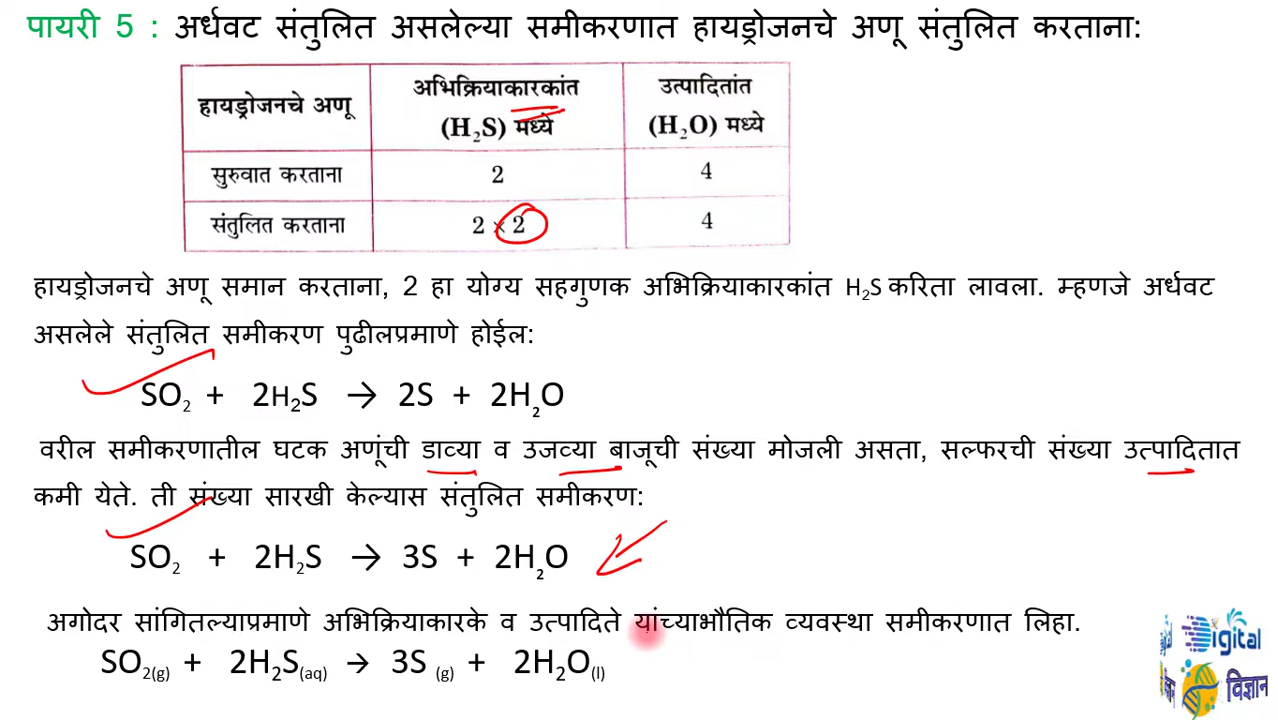 पायरी 5 : अर्धवट संतुलित असलेल्या समीकरणात हायड्रोजनचे अणू संतुलित करताना:
हायड्रोजनचे अणू
अभिक्रियाकारकांत
(H₂S) मध्ये
उत्पादितांत
(H₂O) मध्ये
सुरुवात करताना 2 4
संतुलित करताना 2 × 2 4
हायड्रोजनचे अणू समान करताना, 2 हा योग्य सहगुणक अभिक्रियाकारकांत H₂S करिता लावला. म्हणजे अर्धवट
असलेले संतुलित समीकरण पुढीलप्रमाणे होईल:
SO₂ + 2H₂S → 2S + 2H₂O
वरील समीकरणातील घटक अणूंची डाव्या व उजव्या बाजूची संख्या मोजली असता, सल्फरची संख्या उत्पादितात
कमी येते. ती संख्या सारखी केल्यास संतुलित समीकरण:
SO₂ + 2H₂S → 3S + 2H₂O
अगोदर सांगितल्याप्रमाणे अभिक्रियाकारके व उत्पादिते यांच्याभौतिक व्यवस्था समीकरणात लिहा.
SO₂(g) + 2H₂S(aq) → 3S (g) + 2H₂O(l)
Digital
विज्ञान